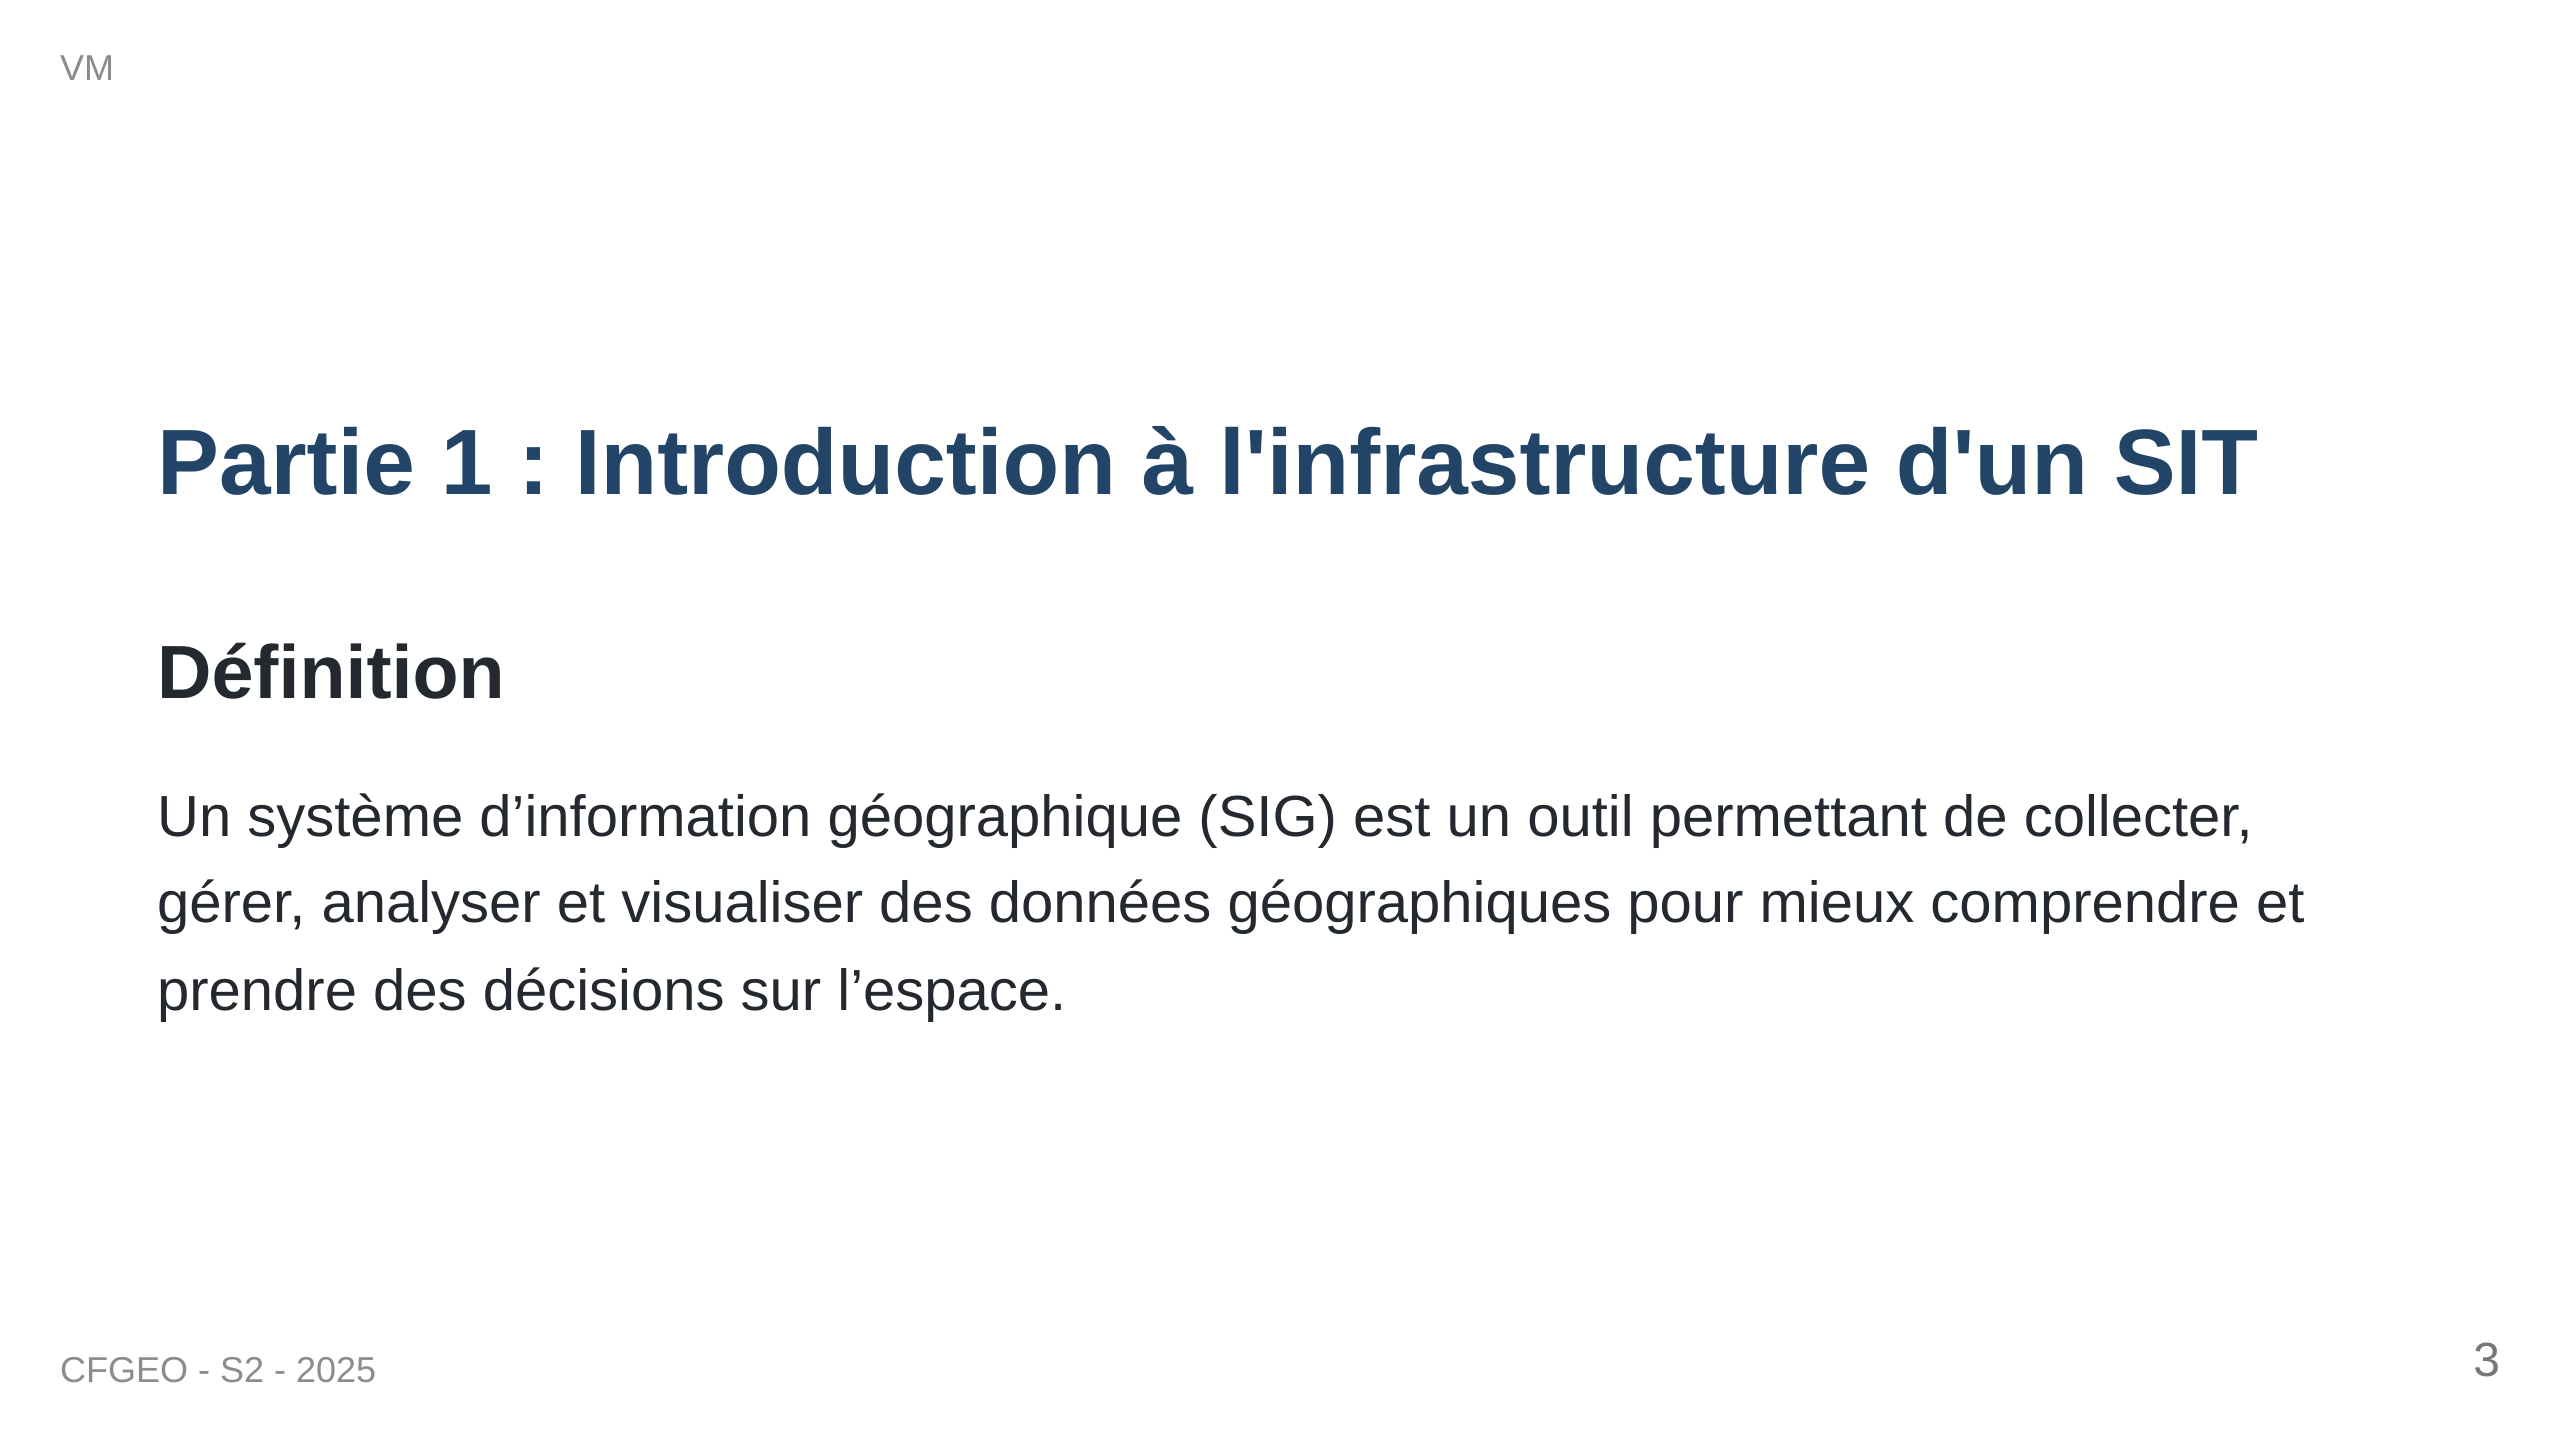 VM
Partie 1 : Introduction à l'infrastructure d'un SIT
Définition
Un système d’information géographique (SIG) est un outil permettant de collecter,
gérer, analyser et visualiser des données géographiques pour mieux comprendre et
prendre des décisions sur l’espace.
CFGEO - S2 - 2025
3